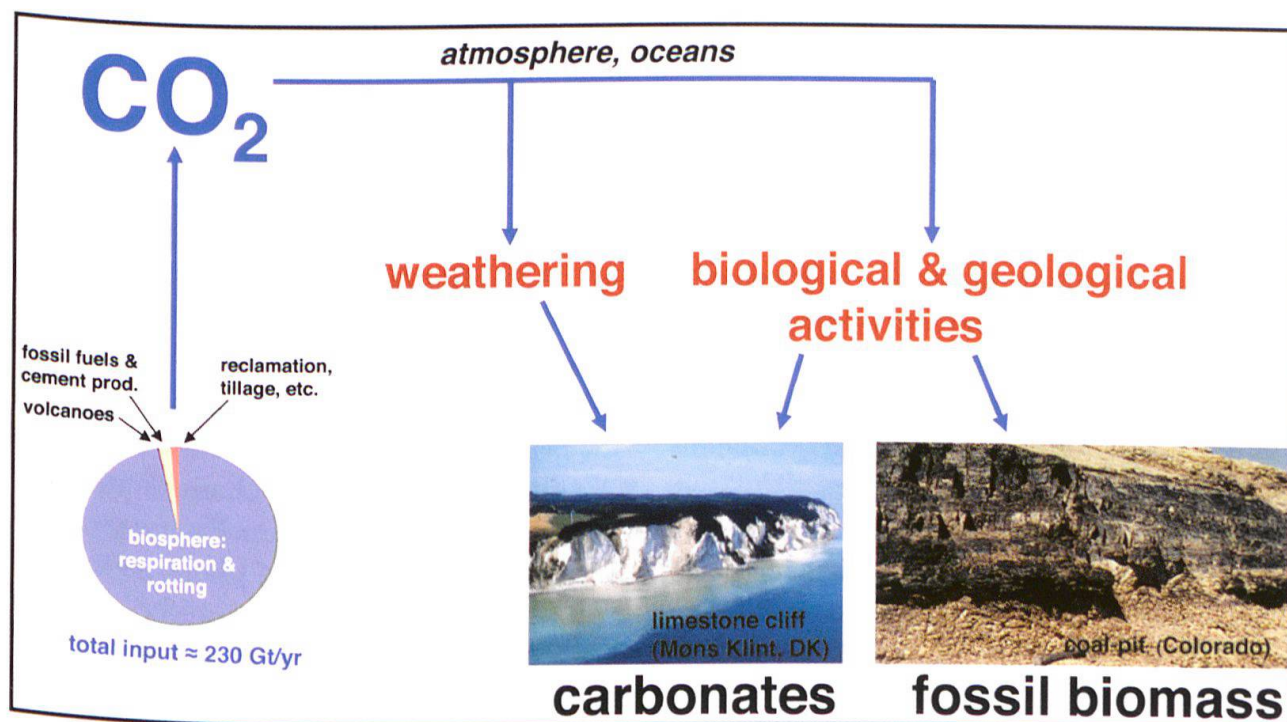 atmosphere, oceans
CO₂
weathering
biological & geological
activities
fossil fuels &
cement prod.
volcanoes
reclamation,
tillage, etc.
biosphere:
respiration &
rotting
total input ≈ 230 Gt/yr
limestone cliff
(Møns Klint, DK)
coal-pit (Colorado)
carbonates
fossil biomass